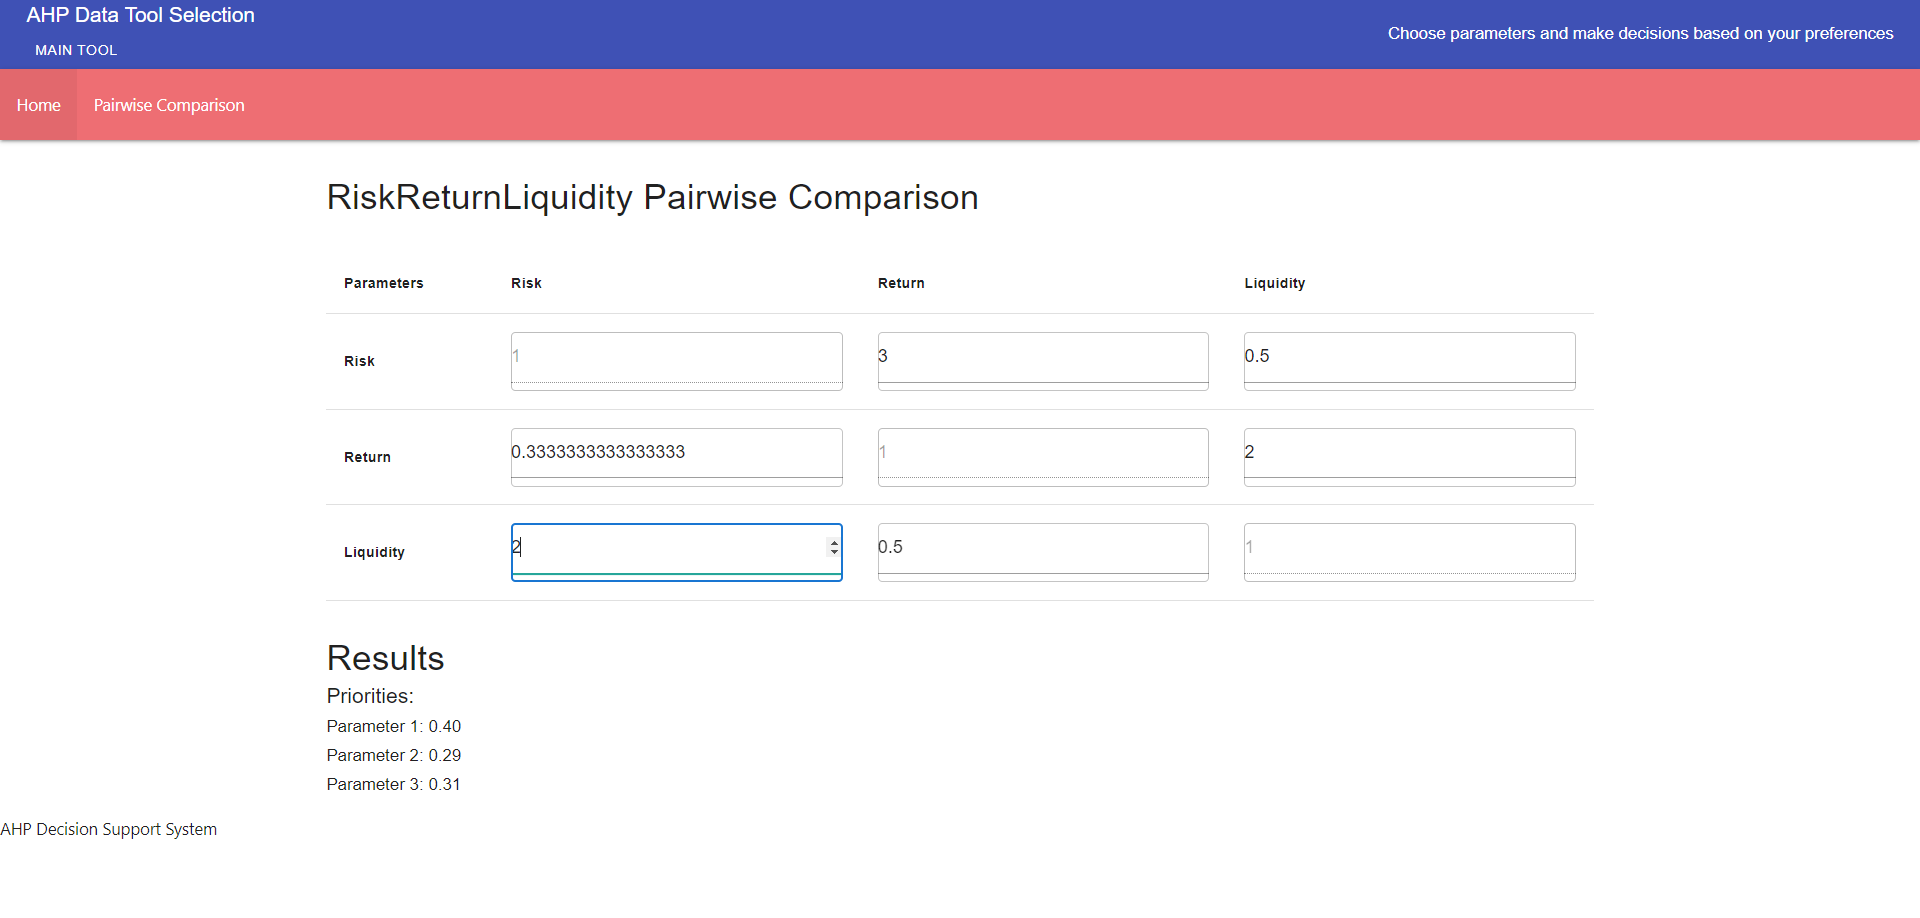 AHP Data Tool Selection
MAIN TOOL
Choose parameters and make decisions based on your preferences
Home Pairwise Comparison
RiskReturnLiquidity Pairwise Comparison
Parameters Risk Return Liquidity
Risk 1 3 0.5
Return 0.3333333333333333 1 2
Liquidity 2 0.5 1
Results
Priorities:
Parameter 1: 0.40
Parameter 2: 0.29
Parameter 3: 0.31
AHP Decision Support System